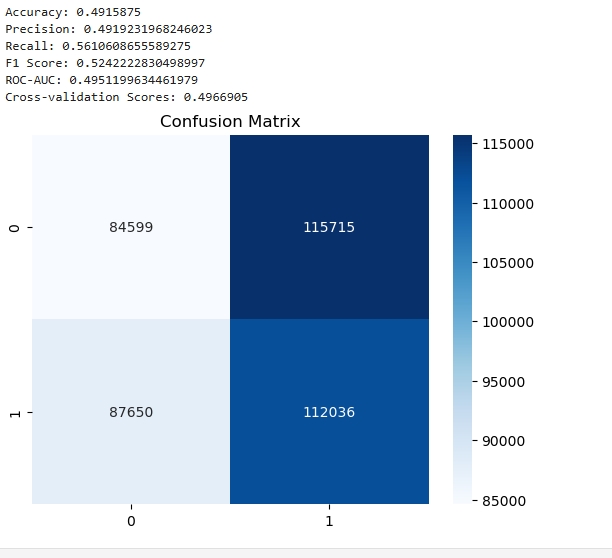 Accuracy: 0.4915875
Precision: 0.4919231968246023
Recall: 0.5610608655589275
F1 Score: 0.5242222830498997
ROC-AUC: 0.4951199634461979
Cross-validation Scores: 0.4966905
Confusion Matrix
0
84599 115715
1
87650 112036
0 1
115000
110000
105000
100000
95000
90000
85000